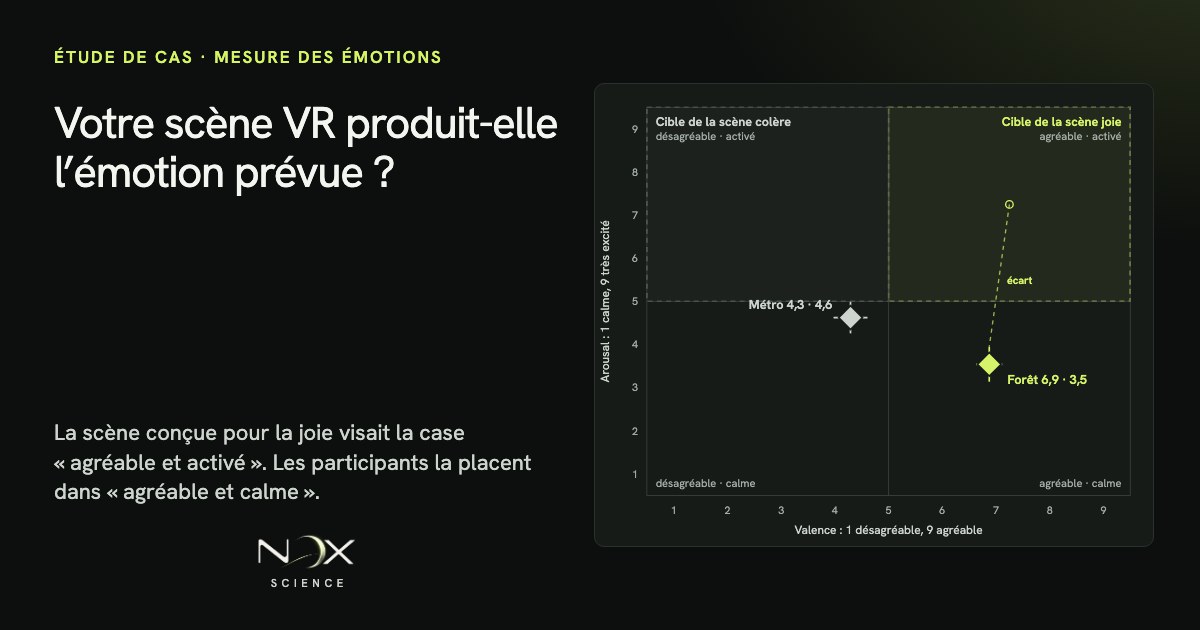 ÉTUDE DE CAS · MESURE DES ÉMOTIONS
Votre scène VR produit-elle
l’émotion prévue ?
La scène conçue pour la joie visait la case
« agréable et activé ». Les participants la placent
dans « agréable et calme ».
NOX
SCIENCE
Cible de la scène colère
désagréable · activé
Cible de la scène joie
agréable · activé
Arousal : 1 calme, 9 très excité
9
8
7
6
5
4
3
2
1
écart
Métro 4,3 · 4,6
Forêt 6,9 · 3,5
désagréable · calme
agréable · calme
1 2 3 4 5 6 7 8 9
Valence : 1 désagréable, 9 agréable